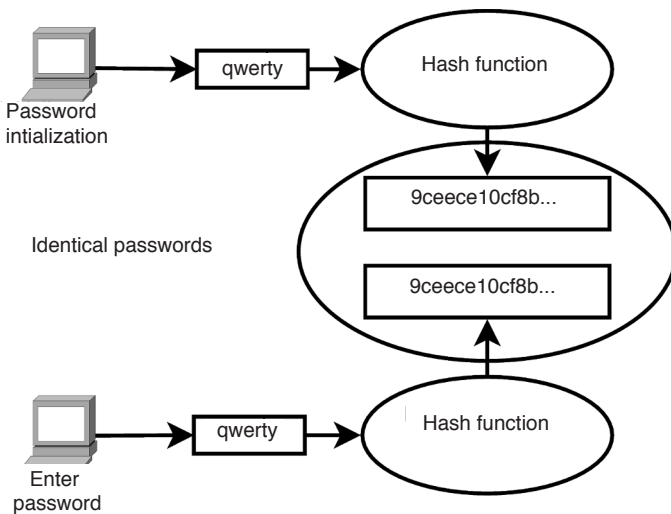 qwerty
Hash function
Password
intialization
9ceece10cf8b...
Identical passwords
9ceece10cf8b...
qwerty
Hash function
Enter
password